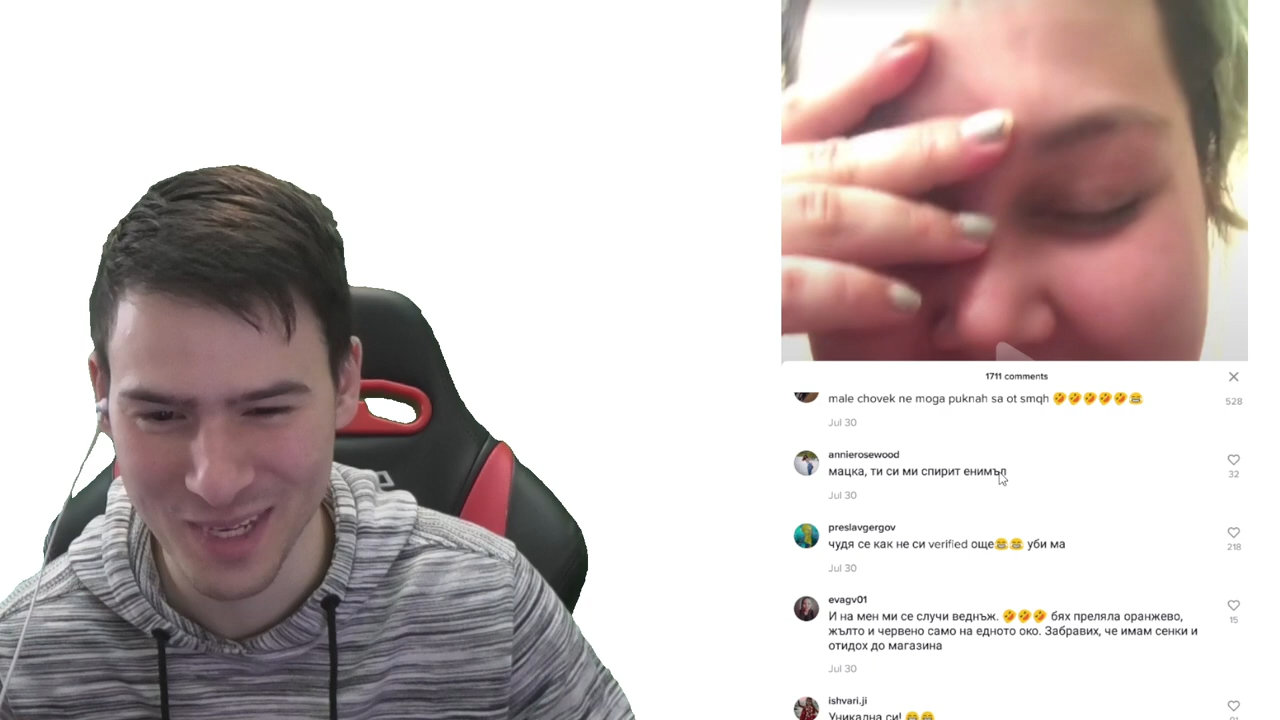 1711 comments
male chovek ne moga puknah sa ot smqh 🤣🤣🤣🤣🤣😂
528
Jul 30
annierosewood
мацка, ти си ми спирит енимъл
32
Jul 30
preslavgergov
чудя се как не си verified още😂😂 уби ма
218
Jul 30
evagv01
И на мен ми се случи веднъж. 🤣🤣🤣 бях преляла оранжево,
15
жълто и червено само на едното око. Забравих, че имам сенки и
отидох до магазина
Jul 30
ishvari.ji
Уникална си! 😁😁